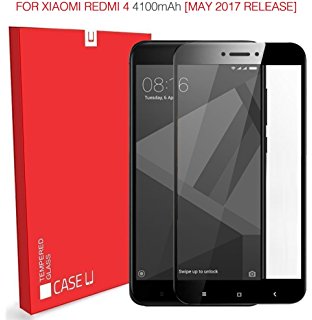 FOR XIAOMI REDMI 4 4100mAh [MAY 2017 RELEASE]
TEMPERED
GLASS
CASE U
08:16
Tuesday, 6 Apr
Swipe up to unlock